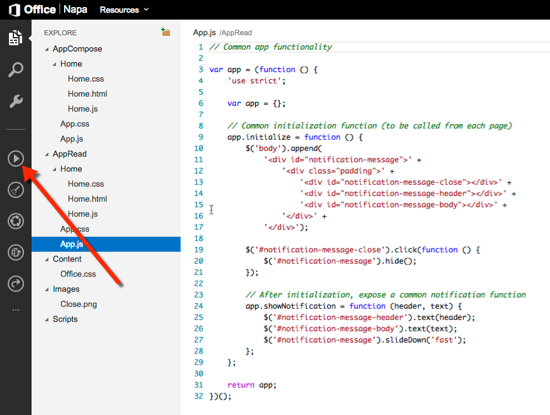 Office Napa Resources
EXPLORE
AppCompose
Home
Home.css
Home.html
Home.js
App.css
App.js
AppRead
Home
Home.css
Home.html
Home.js
App.css
App.js
Content
Office.css
Images
Close.png
Scripts
...
App.js /AppRead
1 // Common app functionality
2
3 var app = (function () {
4 'use strict';
5
6 var app = {};
7
8 // Common initialization function (to be called from each page)
9 app.initialize = function () {
10 $('body').append(
11 '<div id="notification-message">' +
12 '<div class="padding">' +
13 '<div id="notification-message-close"></div>' +
14 '<div id="notification-message-header"></div>' +
15 '<div id="notification-message-body"></div>' +
16 '</div>' +
17 '</div>');
18
19 $('#notification-message-close').click(function () {
20 $('#notification-message').hide();
21 });
22
23 // After initialization, expose a common notification function
24 app.showNotification = function (header, text) {
25 $('#notification-message-header').text(header);
26 $('#notification-message-body').text(text);
27 $('#notification-message').slideDown('fast');
28 };
29 };
30
31 return app;
32 })();